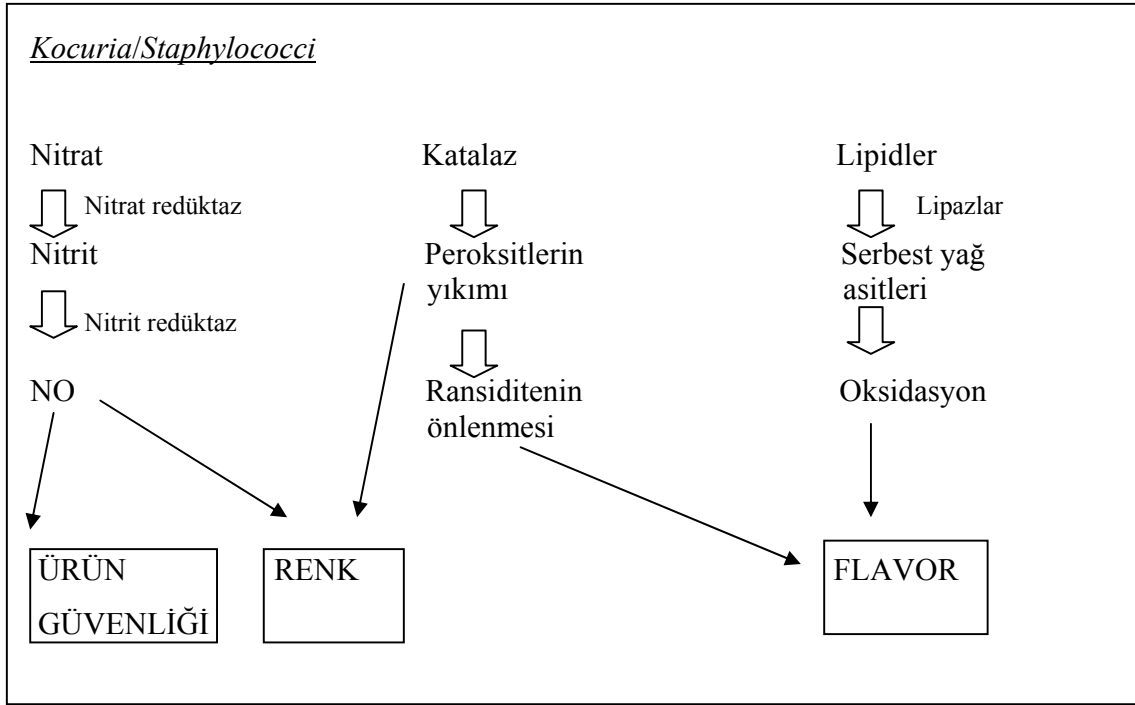 Kocuria/Staphylococci
Nitrat
Nitrat redüktaz
Nitrit
Nitrit redüktaz
NO
Katalaz
Peroksitlerin
yıkımı
Ransiditenin
önlenmesi
Lipidler
Lipazlar
Serbest yağ
asitleri
Oksidasyon
ÜRÜN
GÜVENLİĞİ
RENK
FLAVOR